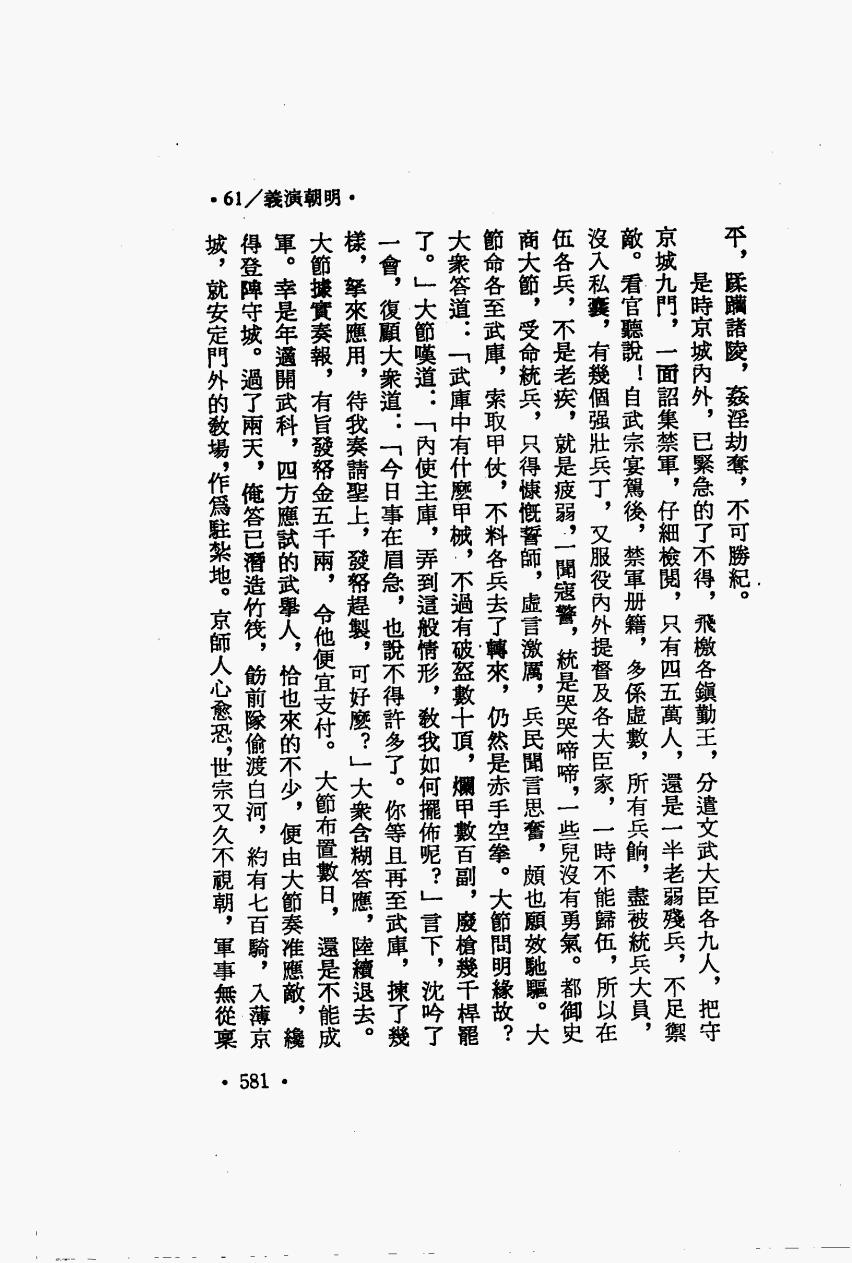 •61／義演朝明•
平，蹂躪諸陵，姦淫劫奪，不可勝紀。
是時京城內外，已緊急的了不得，飛檄各鎭勤王，分遣文武大臣各九人，把守
京城九門，一面詔集禁軍，仔細檢閱，只有四五萬人，還是一半老弱殘兵，不足禦
敵。看官聽說！自武宗宴駕後，禁軍册籍，多係虛數，所有兵餉，盡被統兵大員，
沒入私囊，有幾個强壯兵丁，又服役內外提督及各大臣家，一時不能歸伍，所以在
伍各兵，不是老疾，就是疲弱，一聞寇警，統是哭哭啼啼，一些兒沒有勇氣。都御史
商大節，受命統兵，只得慷慨誓師，虛言激厲，兵民聞言思奮，頗也願效馳驅。大
節命各至武庫，索取甲仗，不料各兵去了轉來，仍然是赤手空拳。大節問明緣故？
大衆答道：「武庫中有什麼甲械，不過有破盔數十頂，爛甲數百副，廢槍幾千桿罷
了。」大節嘆道：「內使主庫，弄到這般情形，敎我如何擺佈呢？」言下，沈吟了
一會，復顧大衆道：「今日事在眉急，也說不得許多了。你等且再至武庫，揀了幾
樣，拏來應用，待我奏請聖上，發帑趕製，可好麼？」大衆含糊答應，陸續退去。
大節據實奏報，有旨發帑金五千兩，令他便宜支付。大節布置數日，還是不能成
軍。幸是年適開武科，四方應試的武擧人，恰也來的不少，便由大節奏准應敵，纔
得登陴守城。過了兩天，俺答已潛造竹筏，飭前隊偷渡白河，約有七百騎，入薄京
城，就安定門外的敎場，作爲駐紮地。京師人心愈恐，世宗又久不視朝，軍事無從稟
•581•